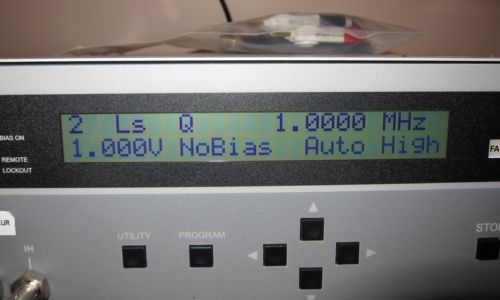 2 Ls Q 1.0000 MHz
1.000V NoBias Auto High
BIAS ON
REMOTE
LOCKOUT
UTILITY
PROGRAM
IH